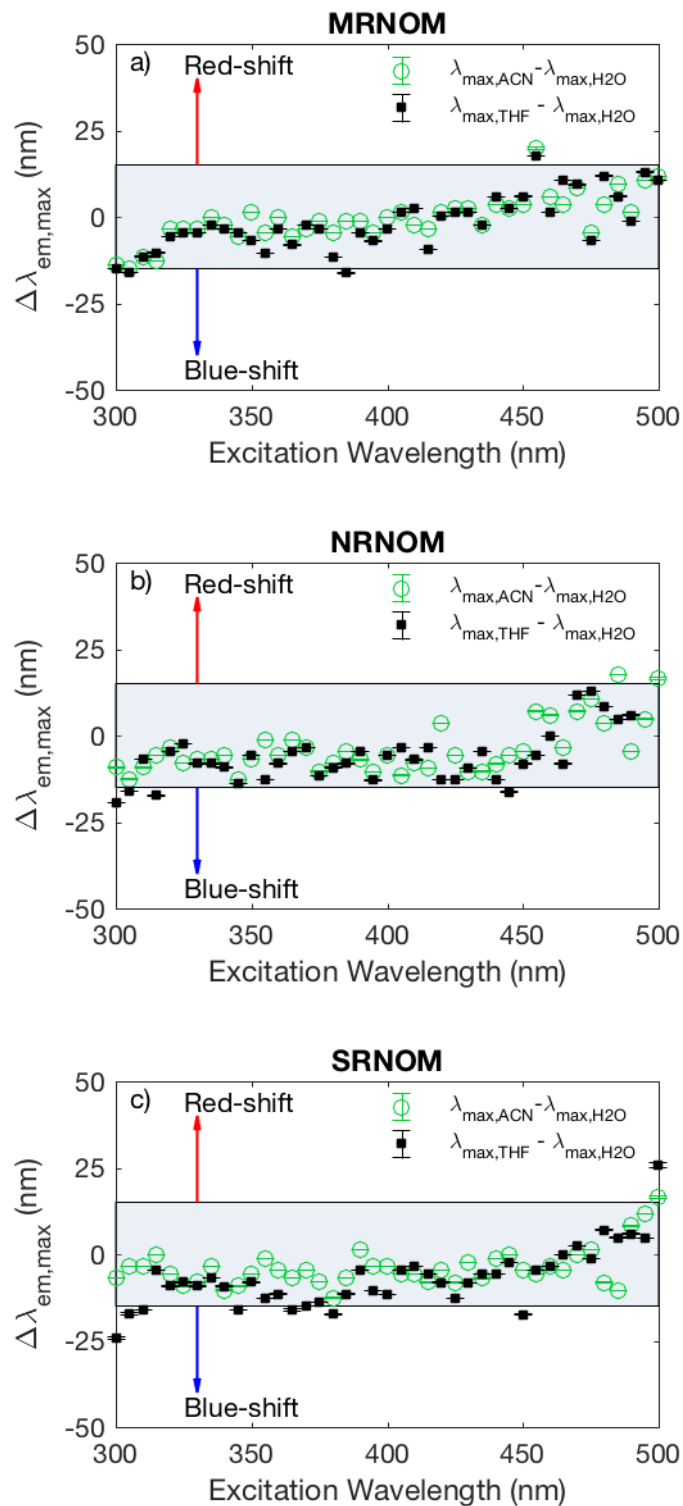 MRNOM
a)
Red-shift
λmax,ACN-λmax,H2O
λmax,THF - λmax,H2O
Δλem,max (nm)
50
25
0
-25
-50
Blue-shift
300 350 400 450 500
Excitation Wavelength (nm)
NRNOM
b)
Red-shift
λmax,ACN-λmax,H2O
λmax,THF - λmax,H2O
Δλem,max (nm)
50
25
0
-25
-50
Blue-shift
300 350 400 450 500
Excitation Wavelength (nm)
SRNOM
c)
Red-shift
λmax,ACN-λmax,H2O
λmax,THF - λmax,H2O
Δλem,max (nm)
50
25
0
-25
-50
Blue-shift
300 350 400 450 500
Excitation Wavelength (nm)